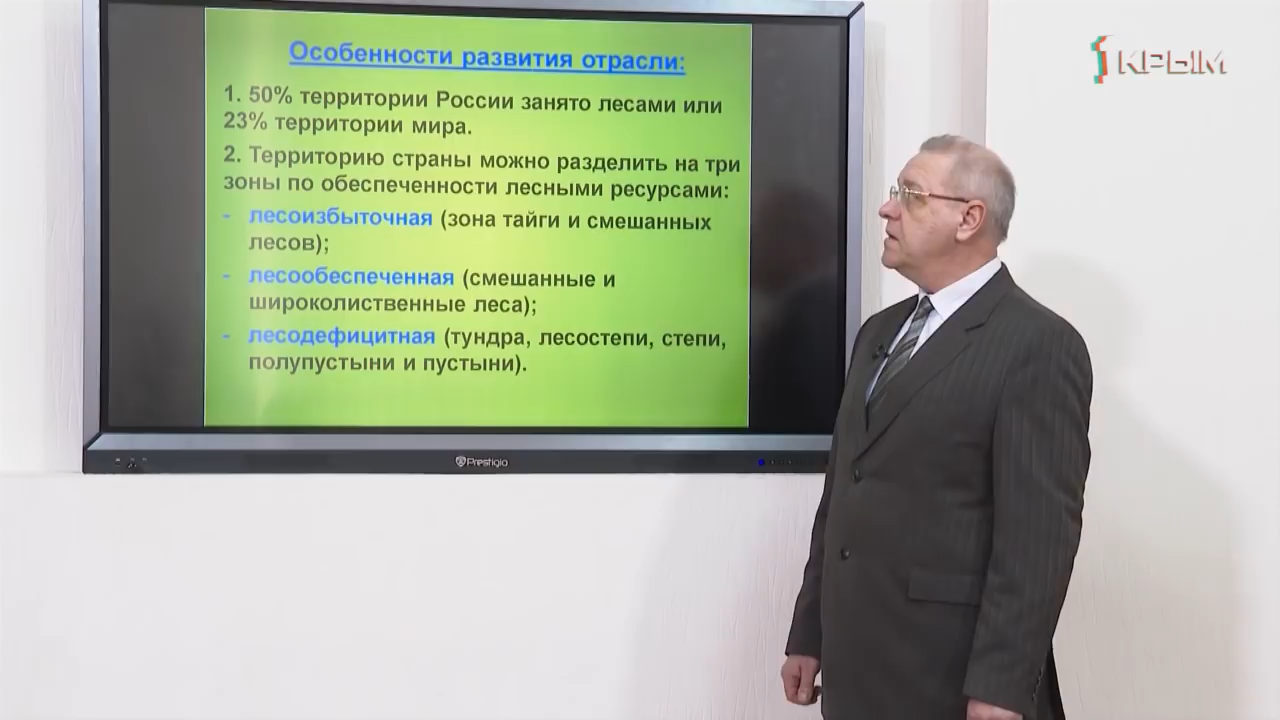 Особенности развития отрасли:
1. 50% территории России занято лесами или
23% территории мира.
2. Территорию страны можно разделить на три
зоны по обеспеченности лесными ресурсами:
- лесоизбыточная (зона тайги и смешанных
лесов);
- лесообеспеченная (смешанные и
широколиственные леса);
- лесодефицитная (тундра, лесостепи, степи,
полупустыни и пустыни).
Prestigio
1 КРЫМ